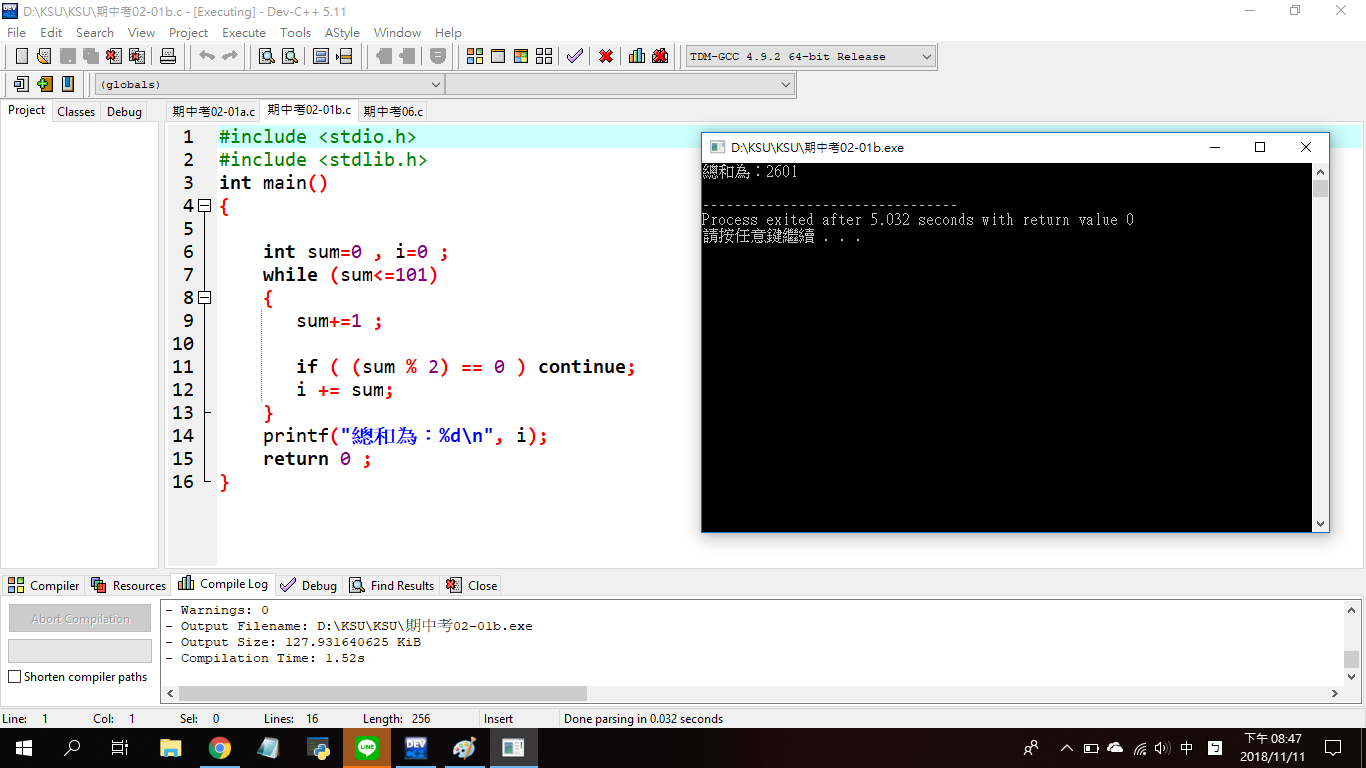 D:\KSU\KSU\期中考02-01b.c - [Executing] - Dev-C++ 5.11
File Edit Search View Project Execute Tools AStyle Window Help
TDM-GCC 4.9.2 64-bit Release
(globals)
Project Classes Debug
期中考02-01a.c 期中考02-01b.c 期中考06.c
1 #include <stdio.h>
2 #include <stdlib.h>
3 int main()
4 {
5
6 int sum=0 , i=0 ;
7 while (sum<=101)
8 {
9 sum+=1 ;
10
11 if ( (sum % 2) == 0 ) continue;
12 i += sum;
13 }
14 printf("總和為：%d\n", i);
15 return 0 ;
16 }
D:\KSU\KSU\期中考02-01b.exe
總和為：2601
--------------------------------
Process exited after 5.032 seconds with return value 0
請按任意鍵繼續 . . .
Compiler Resources Compile Log Debug Find Results Close
Abort Compilation
Shorten compiler paths
- Warnings: 0
- Output Filename: D:\KSU\KSU\期中考02-01b.exe
- Output Size: 127.931640625 KiB
- Compilation Time: 1.52s
Line: 1 Col: 1 Sel: 0 Lines: 16 Length: 256 Insert Done parsing in 0.032 seconds
LINE
DEV
中
ㄅ
下午 08:47
2018/11/11